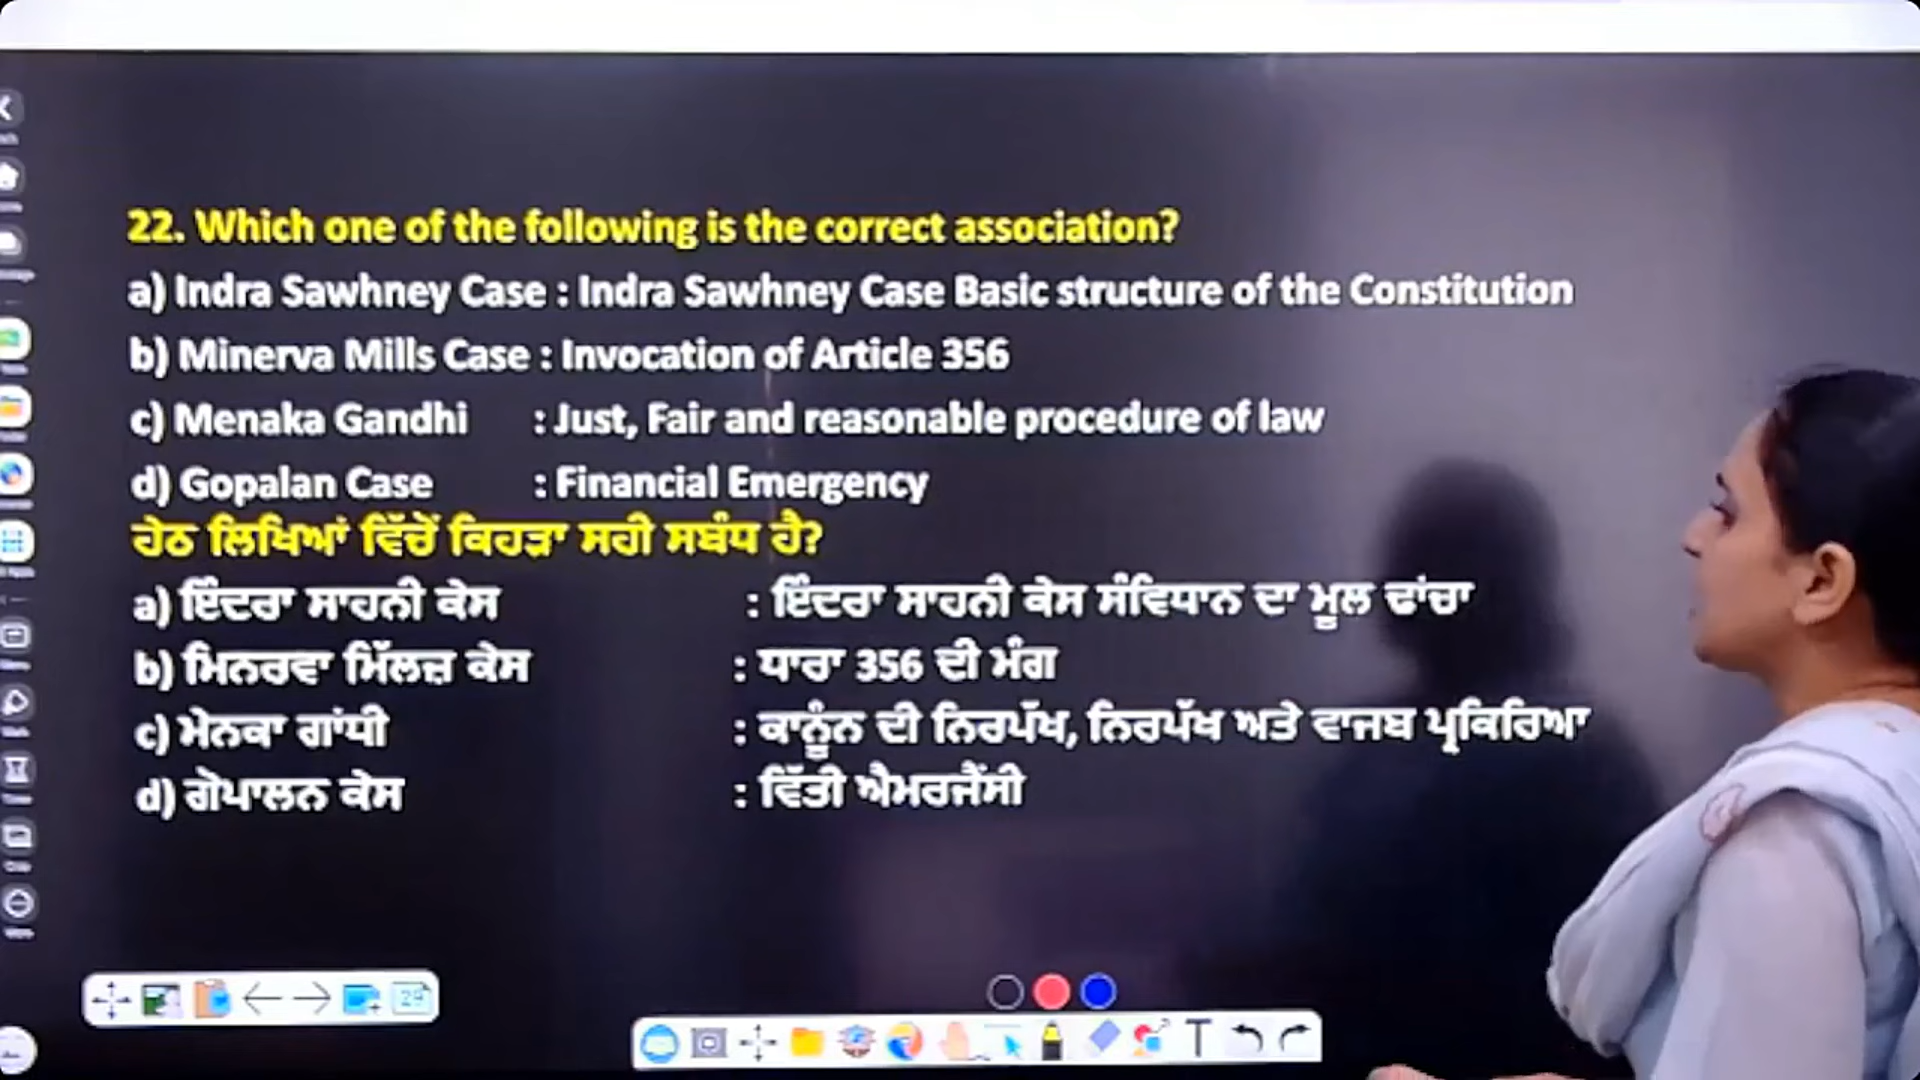 22. Which one of the following is the correct association?
a) Indra Sawhney Case : Indra Sawhney Case Basic structure of the Constitution
b) Minerva Mills Case : Invocation of Article 356
c) Menaka Gandhi : Just, Fair and reasonable procedure of law
d) Gopalan Case : Financial Emergency
ਹੇਠ ਲਿਖਿਆਂ ਵਿੱਚੋਂ ਕਿਹੜਾ ਸਹੀ ਸਬੰਧ ਹੈ?
a) ਇੰਦਰਾ ਸਾਹਨੀ ਕੇਸ : ਇੰਦਰਾ ਸਾਹਨੀ ਕੇਸ ਸੰਵਿਧਾਨ ਦਾ ਮੂਲ ਢਾਂਚਾ
b) ਮਿਨਰਵਾ ਮਿੱਲਜ਼ ਕੇਸ : ਧਾਰਾ 356 ਦੀ ਮੰਗ
c) ਮੇਨਕਾ ਗਾਂਧੀ : ਕਾਨੂੰਨ ਦੀ ਨਿਰਪੱਖ, ਨਿਰਪੱਖ ਅਤੇ ਵਾਜਬ ਪ੍ਰਕਿਰਿਆ
d) ਗੋਪਾਲਨ ਕੇਸ : ਵਿੱਤੀ ਐਮਰਜੈਂਸੀ
29
T